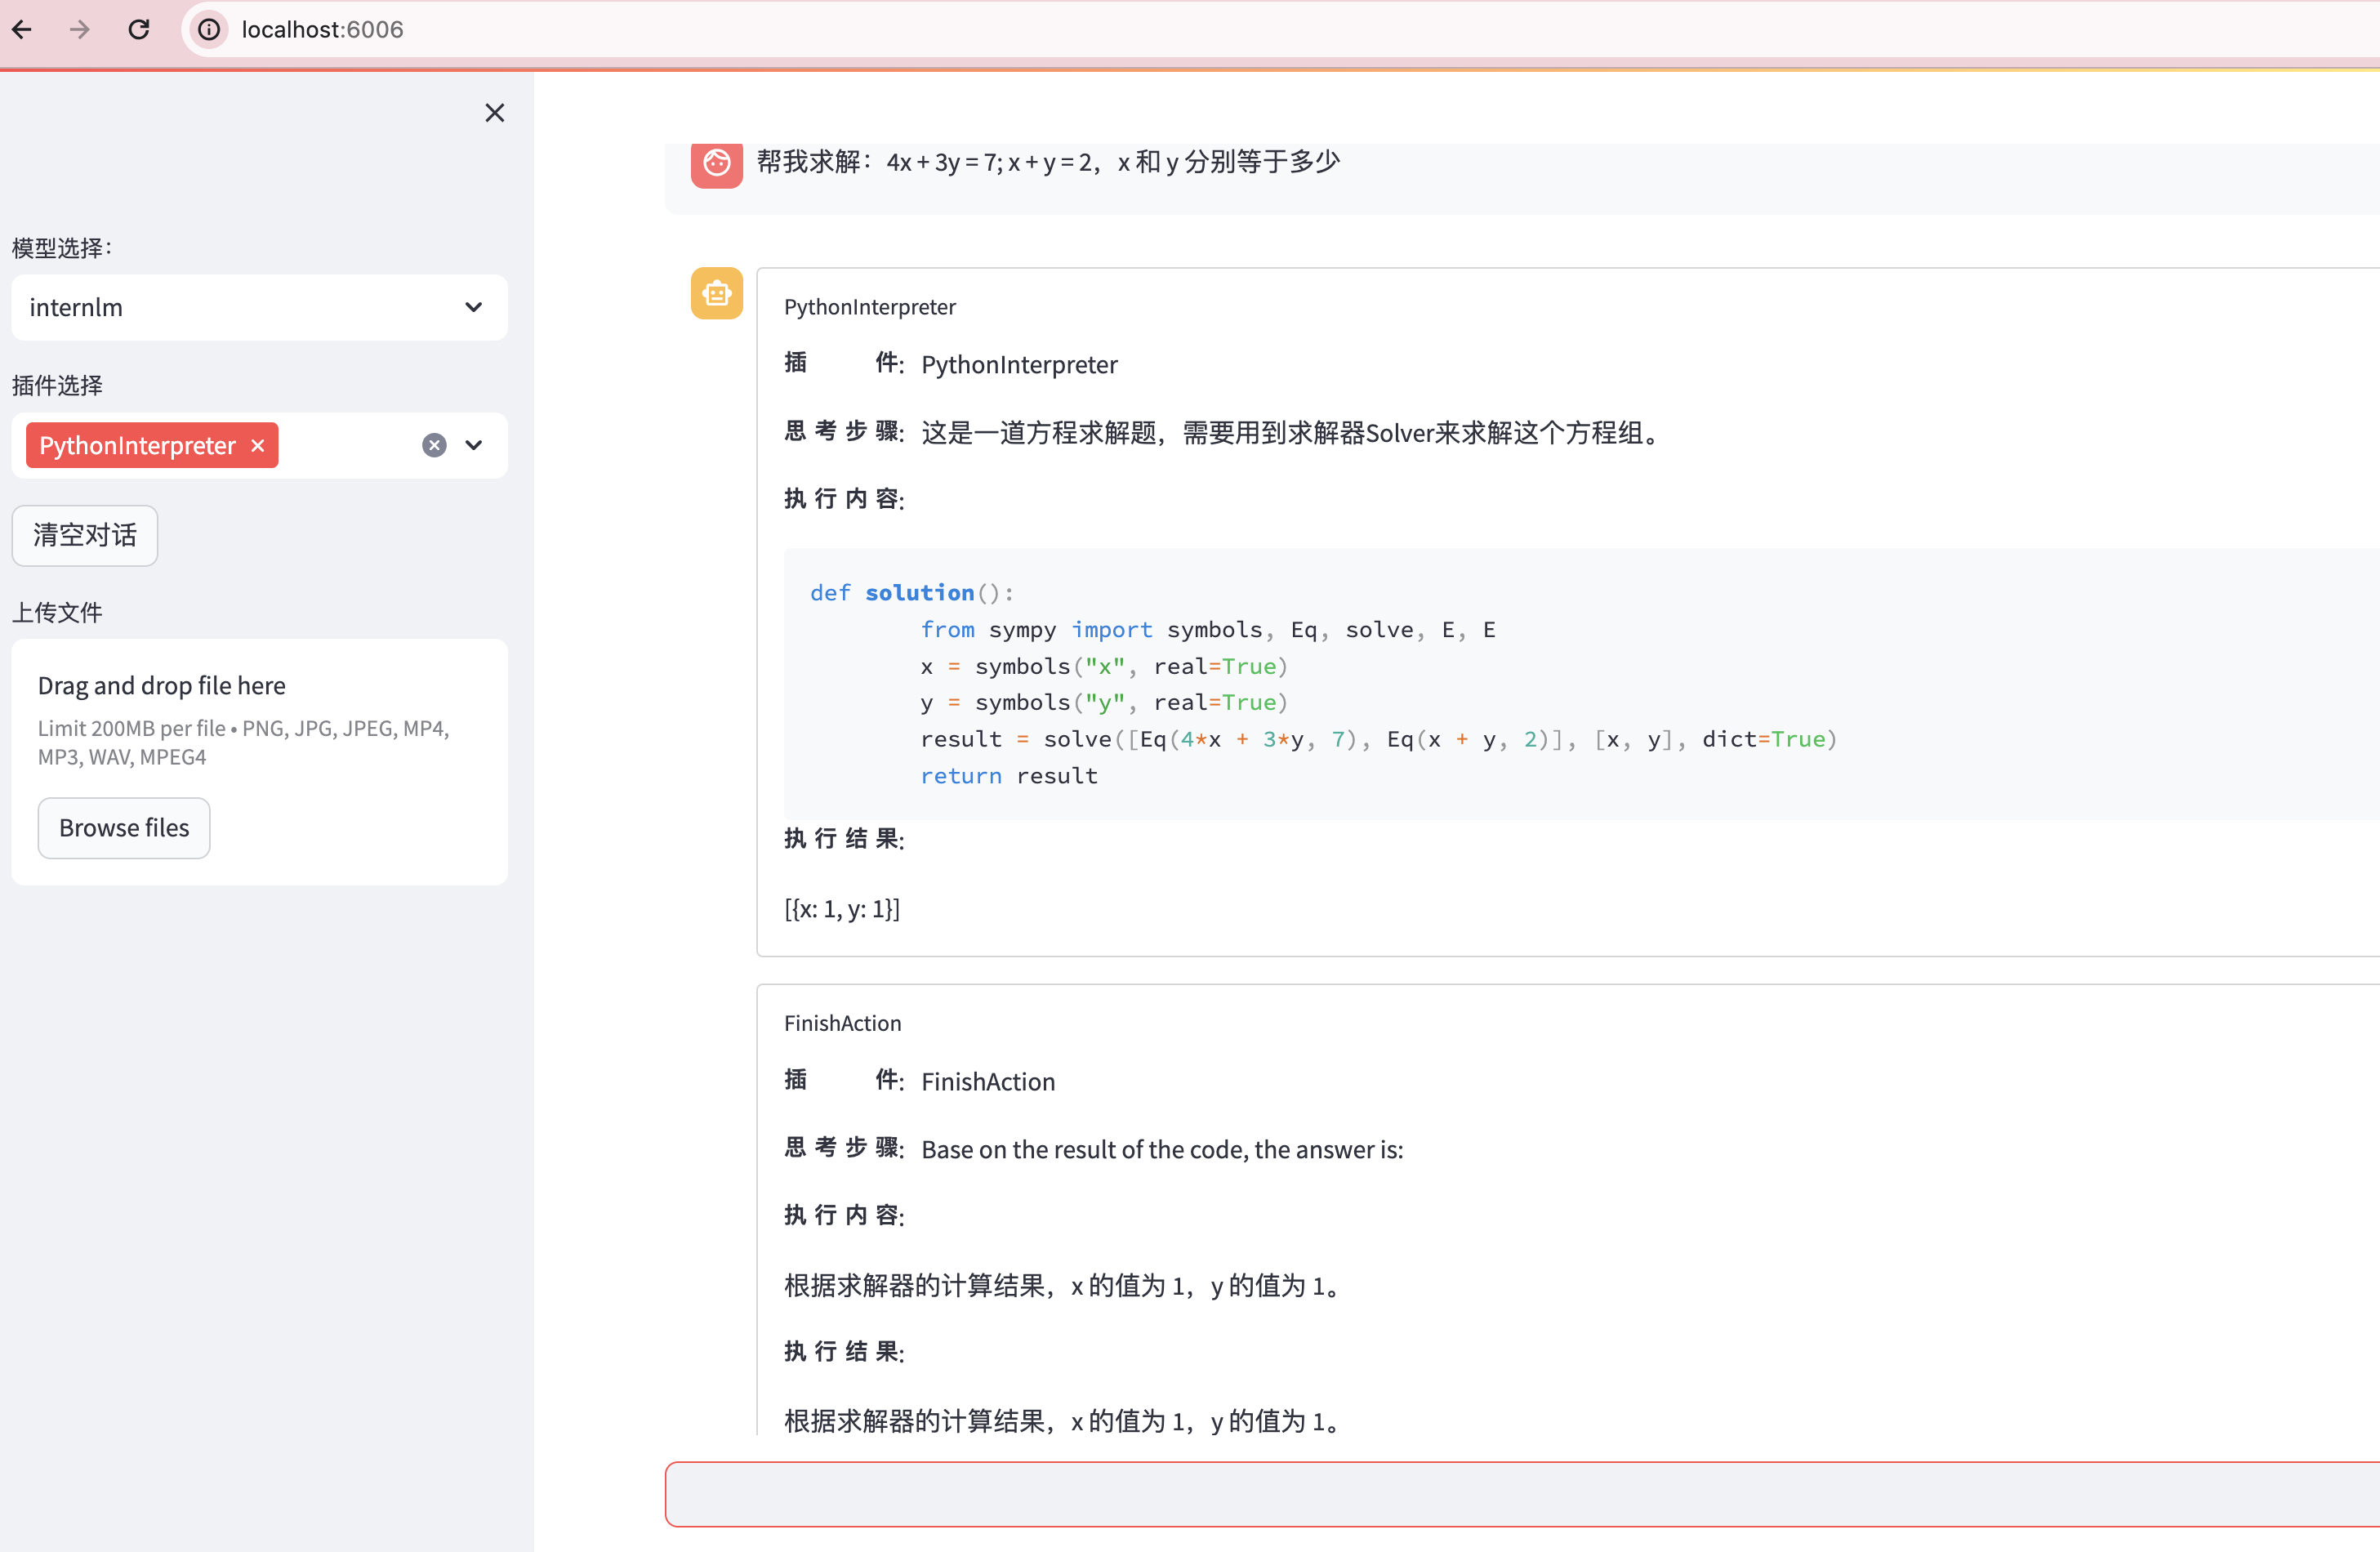 localhost:6006
模型选择：
internlm
插件选择
PythonInterpreter
清空对话
上传文件
Drag and drop file here
Limit 200MB per file • PNG, JPG, JPEG, MP4,
MP3, WAV, MPEG4
Browse files
帮我求解：4x + 3y = 7; x + y = 2，x 和 y 分别等于多少
PythonInterpreter
插 件: PythonInterpreter
思 考 步 骤: 这是一道方程求解题，需要用到求解器Solver来求解这个方程组。
执 行 内 容:
def solution():
from sympy import symbols, Eq, solve, E, E
x = symbols("x", real=True)
y = symbols("y", real=True)
result = solve([Eq(4*x + 3*y, 7), Eq(x + y, 2)], [x, y], dict=True)
return result
执 行 结 果:
[{x: 1, y: 1}]
FinishAction
插 件: FinishAction
思 考 步 骤: Base on the result of the code, the answer is:
执 行 内 容:
根据求解器的计算结果，x 的值为 1，y 的值为 1。
执 行 结 果:
根据求解器的计算结果，x 的值为 1，y 的值为 1。